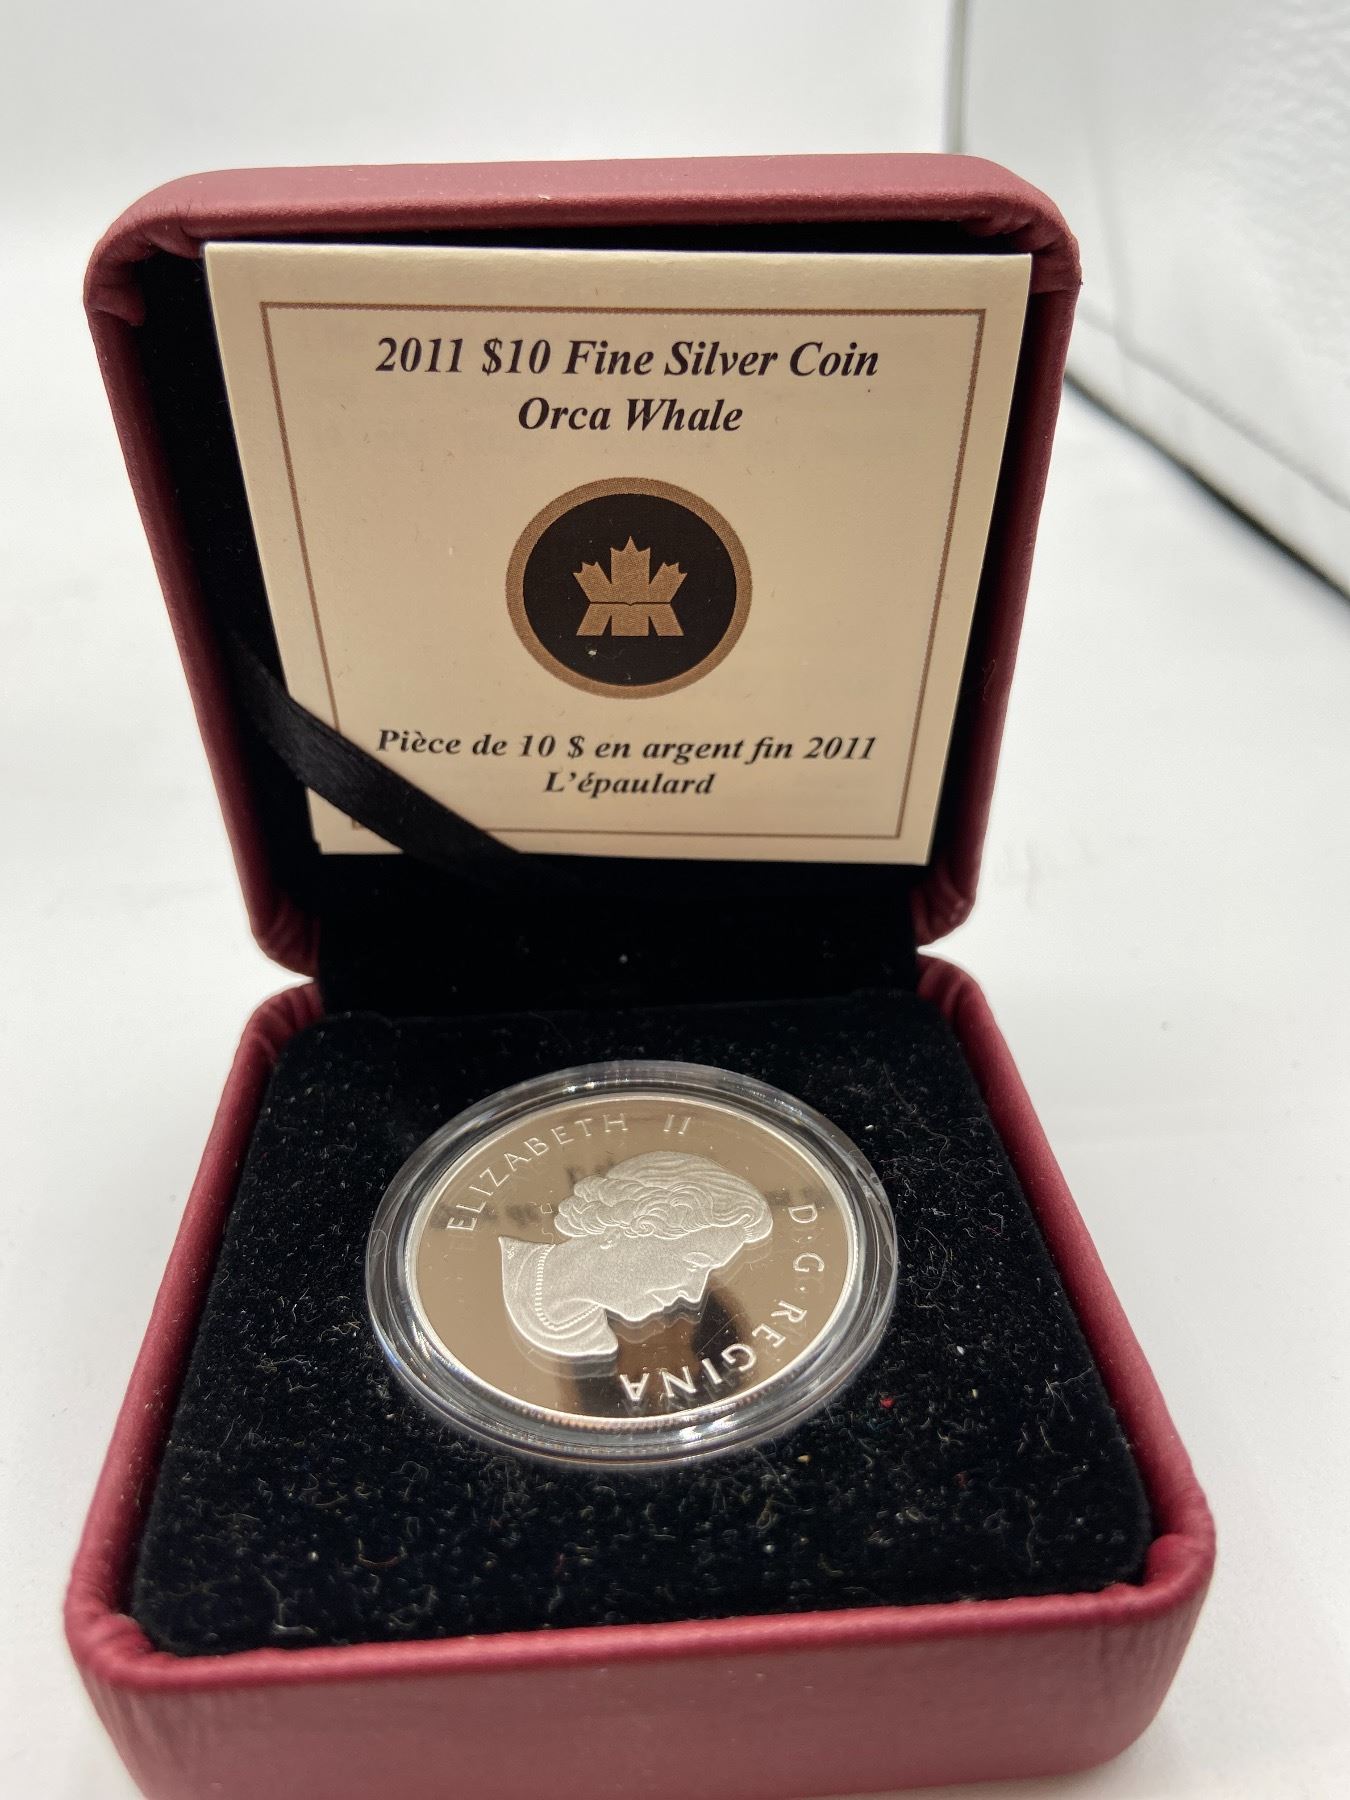 2011 $10 Fine Silver Coin
Orca Whale
Pièce de 10 $ en argent fin 2011
L'épaulard
ELIZABETH II
D·G·REGINA